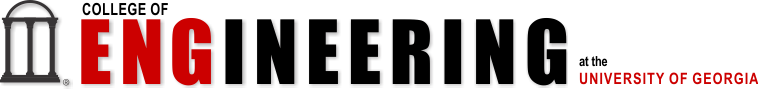 COLLEGE OF
ENGINEERING
at the
UNIVERSITY OF GEORGIA
®